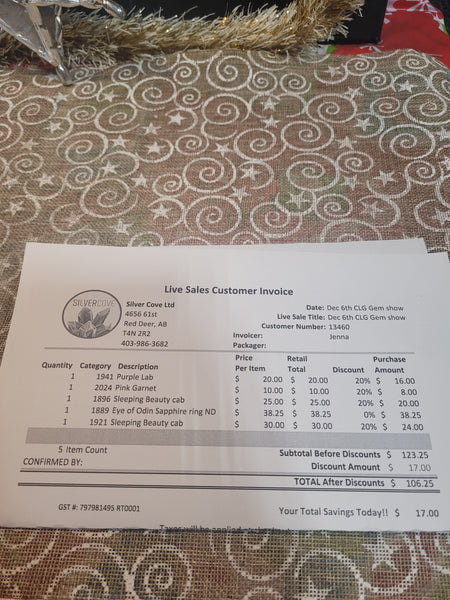 Live Sales Customer Invoice
SILVERCOVE
Silver Cove Ltd
4656 61st
Red Deer, AB
T4N 2R2
403-986-3682
Date: Dec 6th CLG Gem show
Live Sale Title: Dec 6th CLG Gem show
Customer Number: 13460
Invoicer: Jenna
Packager:
Quantity Category Description Price Per Item Retail Total Discount Purchase Amount
1 1941 Purple Lab $ 20.00 $ 20.00 20% $ 16.00
1 2024 Pink Garnet $ 10.00 $ 10.00 20% $ 8.00
1 1896 Sleeping Beauty cab $ 25.00 $ 25.00 20% $ 20.00
1 1889 Eye of Odin Sapphire ring ND $ 38.25 $ 38.25 0% $ 38.25
1 1921 Sleeping Beauty cab $ 30.00 $ 30.00 20% $ 24.00
5 Item Count Subtotal Before Discounts $ 123.25
CONFIRMED BY: Discount Amount $ 17.00
TOTAL After Discounts $ 106.25
GST #: 797981495 RT0001 Your Total Savings Today!! $ 17.00
Taxes will be applied